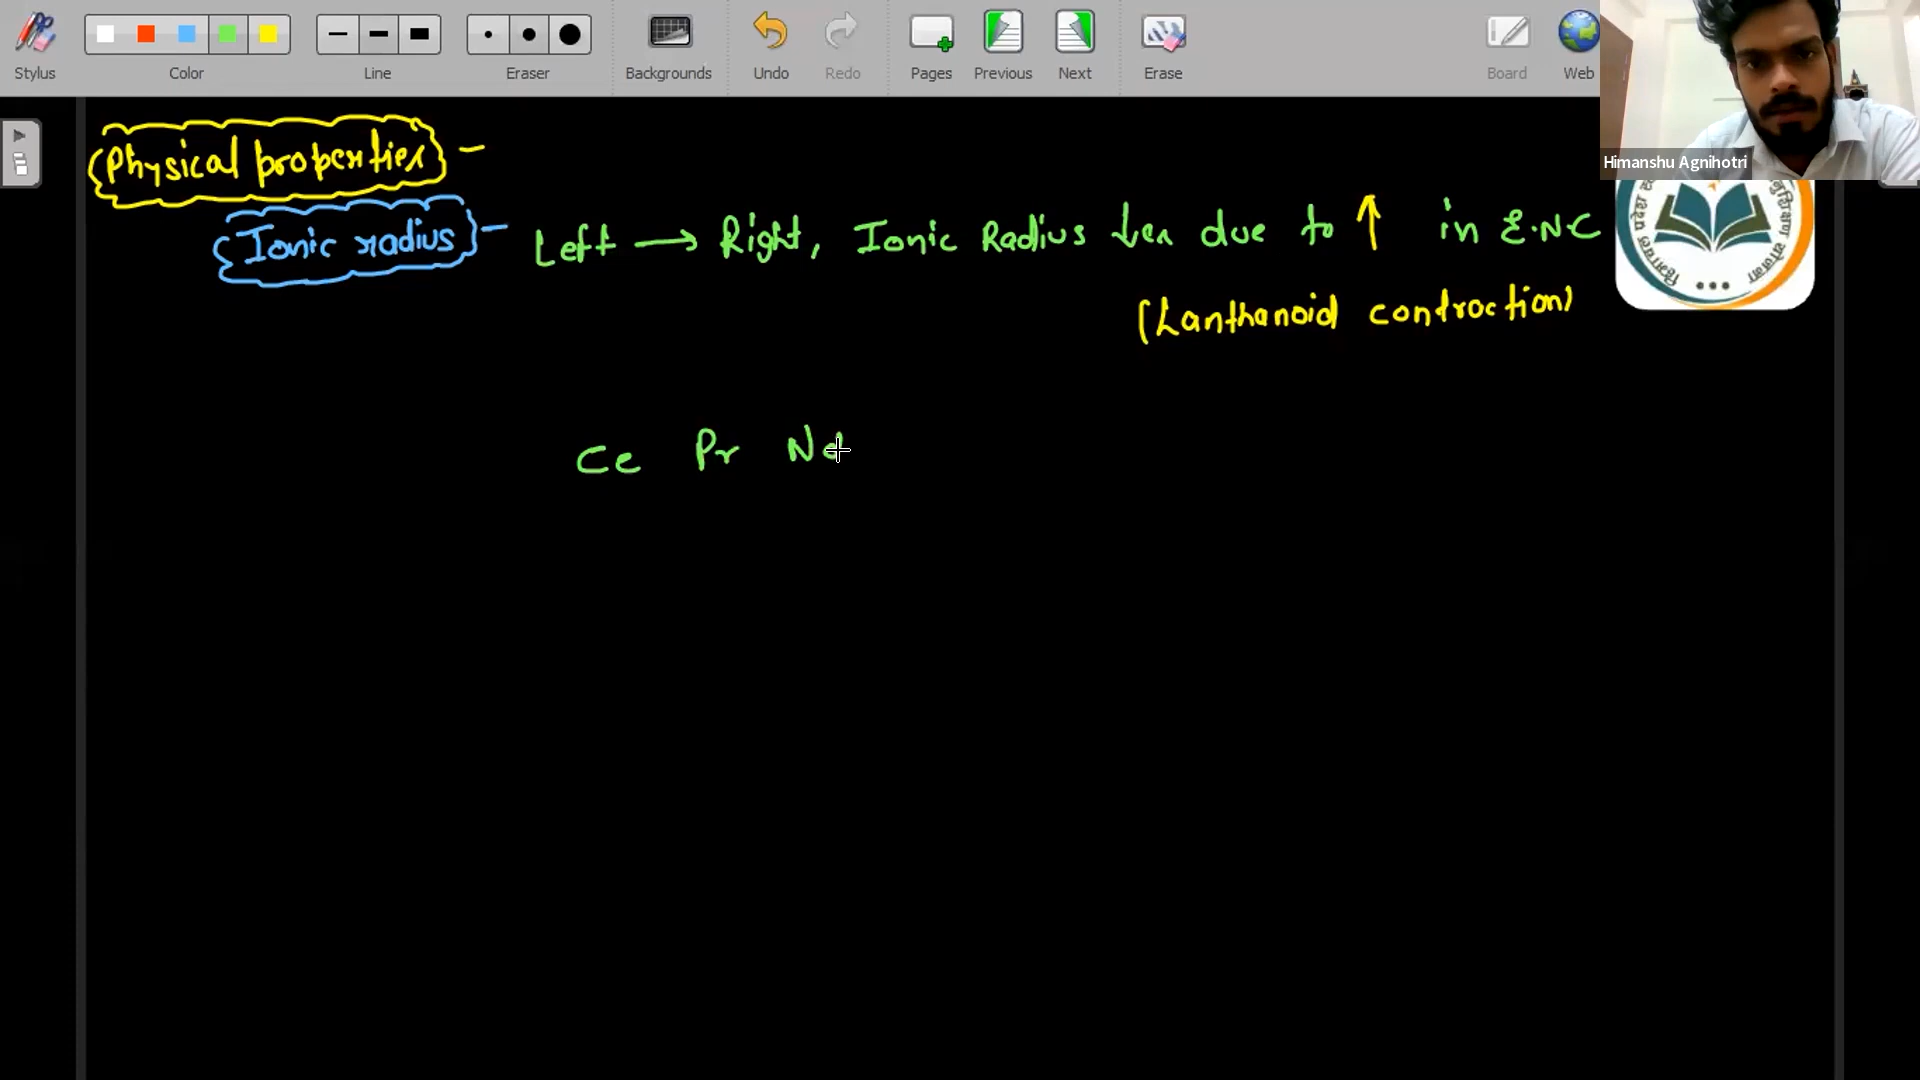 Stylus Color Line Eraser Backgrounds Undo Redo Pages Previous Next Erase Board Web
Himanshu Agnihotri
Physical properties -
Ionic radius - Left → Right, Ionic Radius ↓es due to ↑ in E.N.C
(Lanthanoid contraction)
Ce Pr Nd